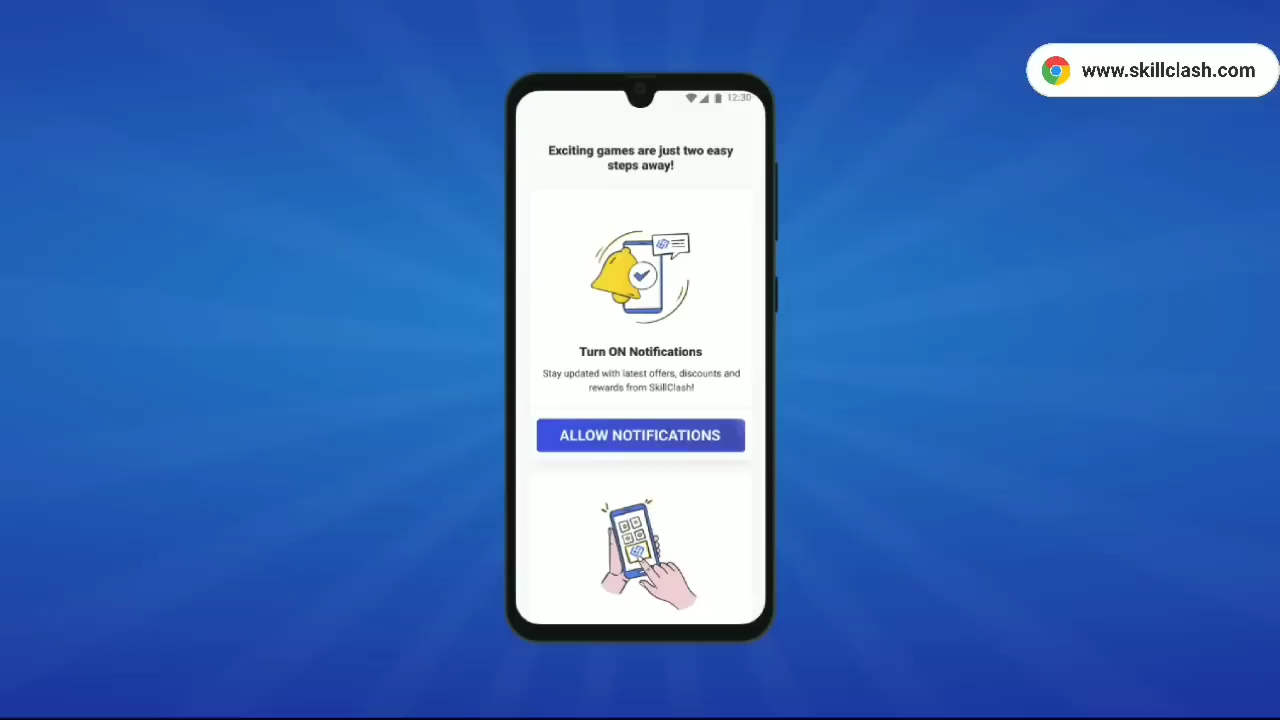 www.skillclash.com
12:30
Exciting games are just two easy
steps away!
Turn ON Notifications
Stay updated with latest offers, discounts and
rewards from SkillClash!
ALLOW NOTIFICATIONS